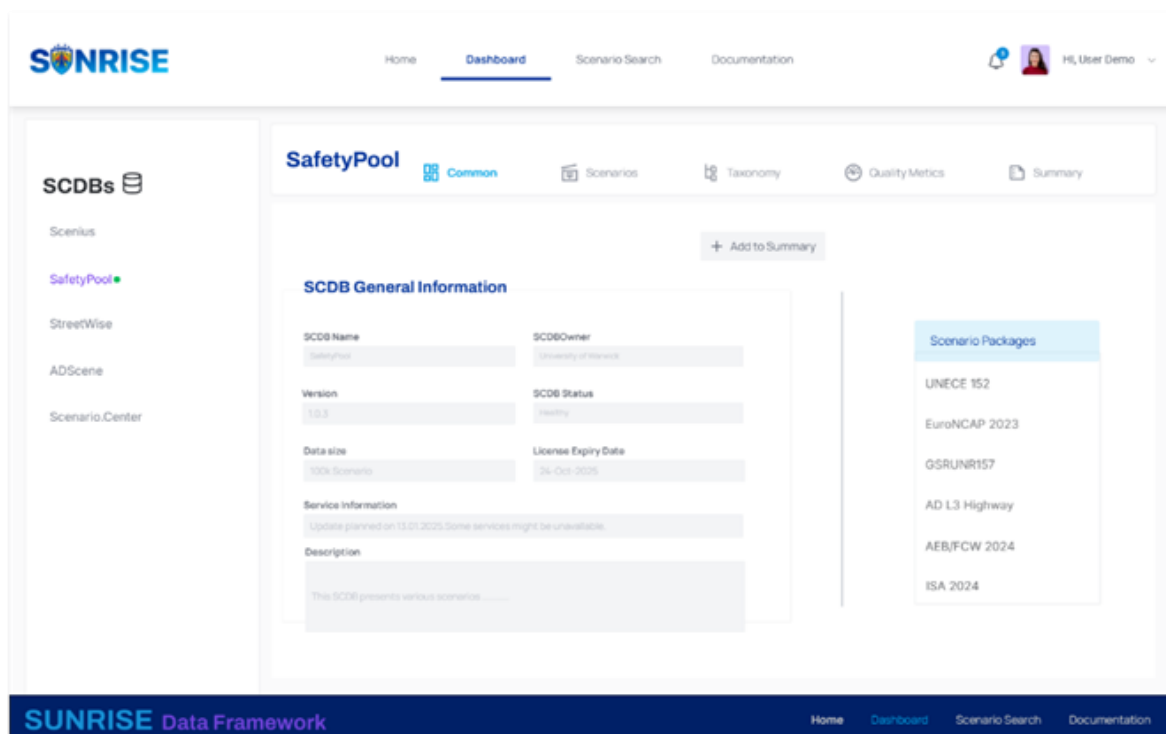 SUNRISE
Home Dashboard Scenario Search Documentation
Hi, User Demo
SCDBs
Scenius
SafetyPool
StreetWise
ADScene
Scenario.Center
SafetyPool
Common Scenarios Taxonomy Quality Metics Summary
+ Add to Summary
SCDB General Information
SCDB Name SCDBOwner
SafetyPool University of Warwick
Version SCDB Status
1.0.3 Healthy
Data size License Expiry Date
100k Scenario 24-Oct-2025
Service Information
Update planned on 13.01.2025.Some services might be unavailable.
Description
This SCDB presents various scenarios ..........
Scenario Packages
UNECE 152
EuroNCAP 2023
GSRUNR157
AD L3 Highway
AEB/FCW 2024
ISA 2024
SUNRISE Data Framework
Home Dashboard Scenario Search Documentation